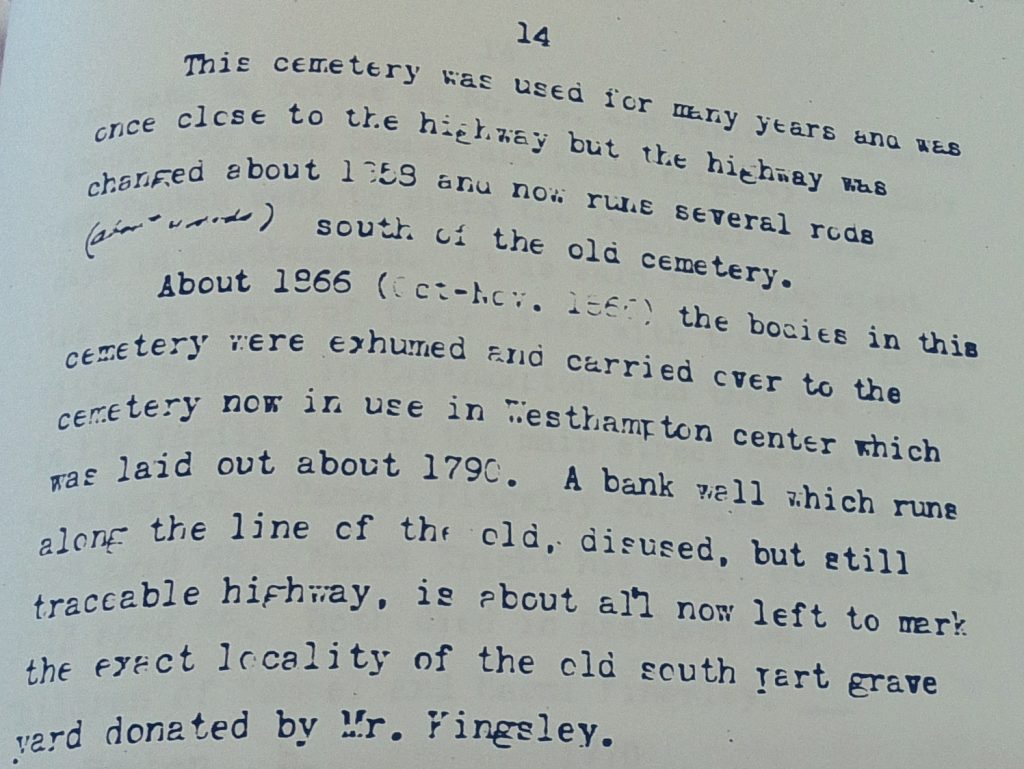 14
This cemetery was used for many years and was
once close to the highway but the highway was
changed about and now runs several rods
south of the old cemetery.
About 1866 (Oct-Nov. 1866) the bodies in this
cemetery were exhumed and carried over to the
cemetery now in use in Westhampton center which
was laid out about 1790. A bank wall which runs
along the line of the old, disused, but still
traceable highway, is about all now left to mark
the exact locality of the old south part grave
yard donated by Mr. Kingsley.